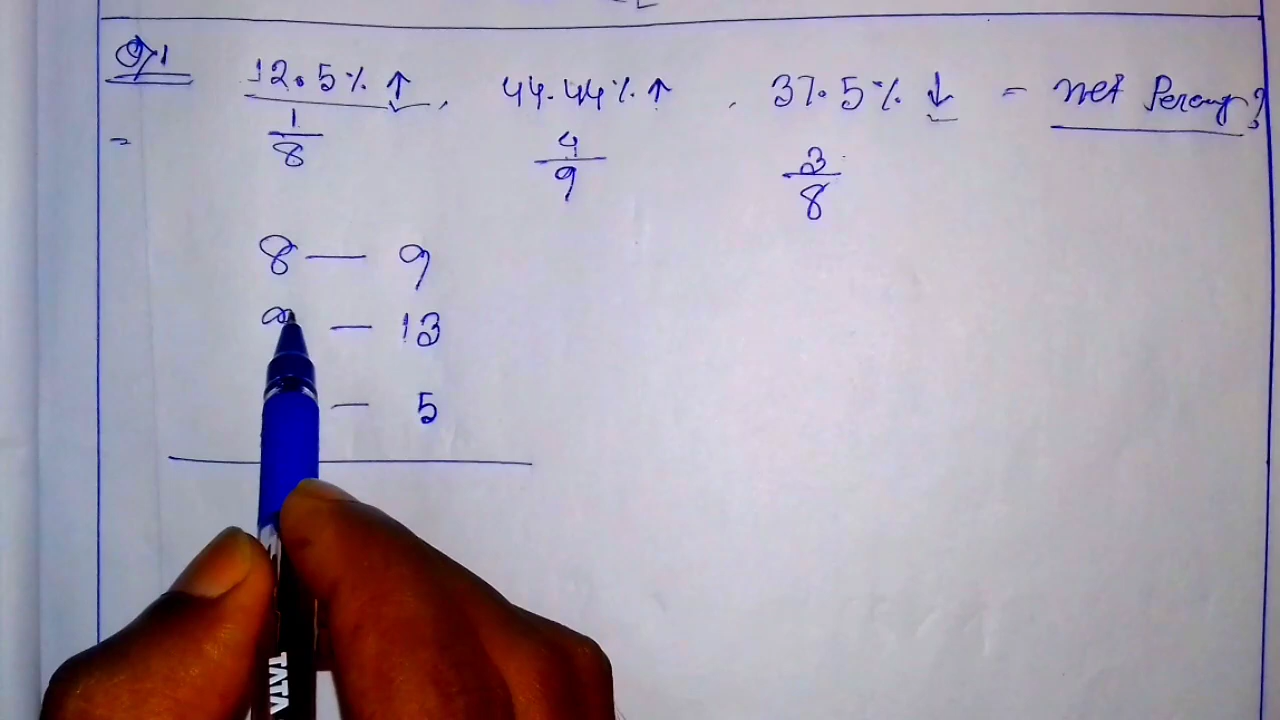 Q1 12.5% ↑ , 44.44% ↑ , 37.5% ↓ = net
= 1/8 4/9 3/8
8 — 9
— 13
— 5
TATA